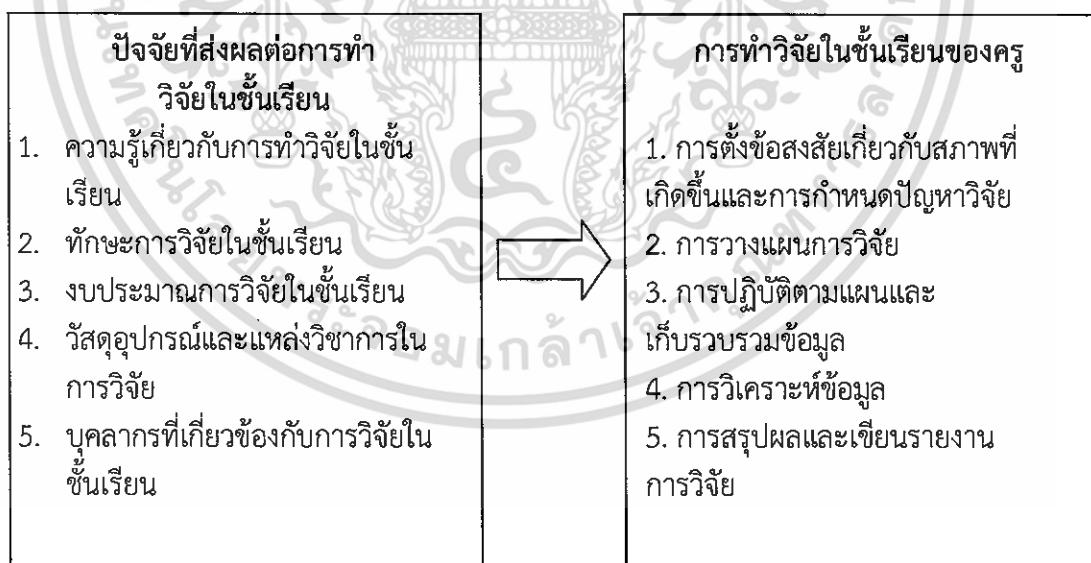 ปัจจัยที่ส่งผลต่อการทำ
วิจัยในชั้นเรียน
1. ความรู้เกี่ยวกับการทำวิจัยในชั้น
เรียน
2. ทักษะการวิจัยในชั้นเรียน
3. งบประมาณการวิจัยในชั้นเรียน
4. วัสดุอุปกรณ์และแหล่งวิชาการใน
การวิจัย
5. บุคลากรที่เกี่ยวข้องกับการวิจัยใน
ชั้นเรียน
การทำวิจัยในชั้นเรียนของครู
1. การตั้งข้อสงสัยเกี่ยวกับสภาพที่
เกิดขึ้นและการกำหนดปัญหาวิจัย
2. การวางแผนการวิจัย
3. การปฏิบัติตามแผนและ
เก็บรวบรวมข้อมูล
4. การวิเคราะห์ข้อมูล
5. การสรุปผลและเขียนรายงาน
การวิจัย